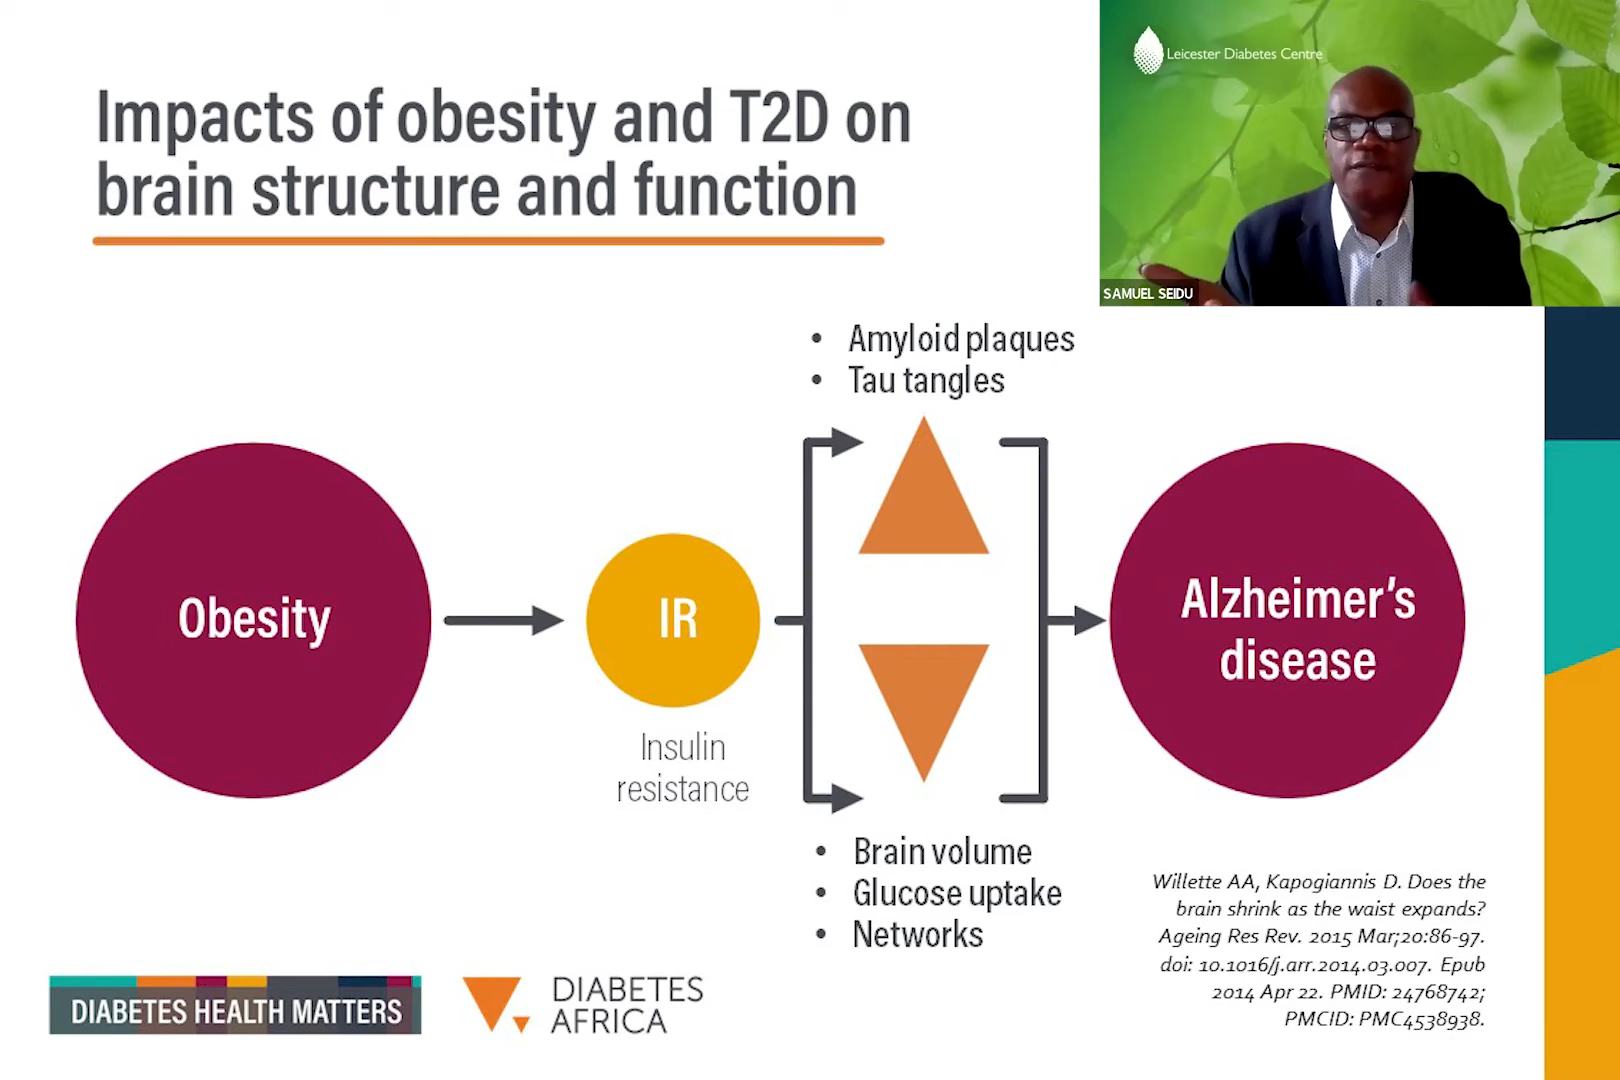 Impacts of obesity and T2D on
brain structure and function
Leicester Diabetes Centre
SAMUEL SEIDU
• Amyloid plaques
• Tau tangles
Obesity
IR
Insulin
resistance
Alzheimer's
disease
• Brain volume
• Glucose uptake
• Networks
Willette AA, Kapogiannis D. Does the
brain shrink as the waist expands?
Ageing Res Rev. 2015 Mar;20:86-97.
doi: 10.1016/j.arr.2014.03.007. Epub
2014 Apr 22. PMID: 24768742;
PMCID: PMC4538938.
DIABETES HEALTH MATTERS
DIABETES
AFRICA